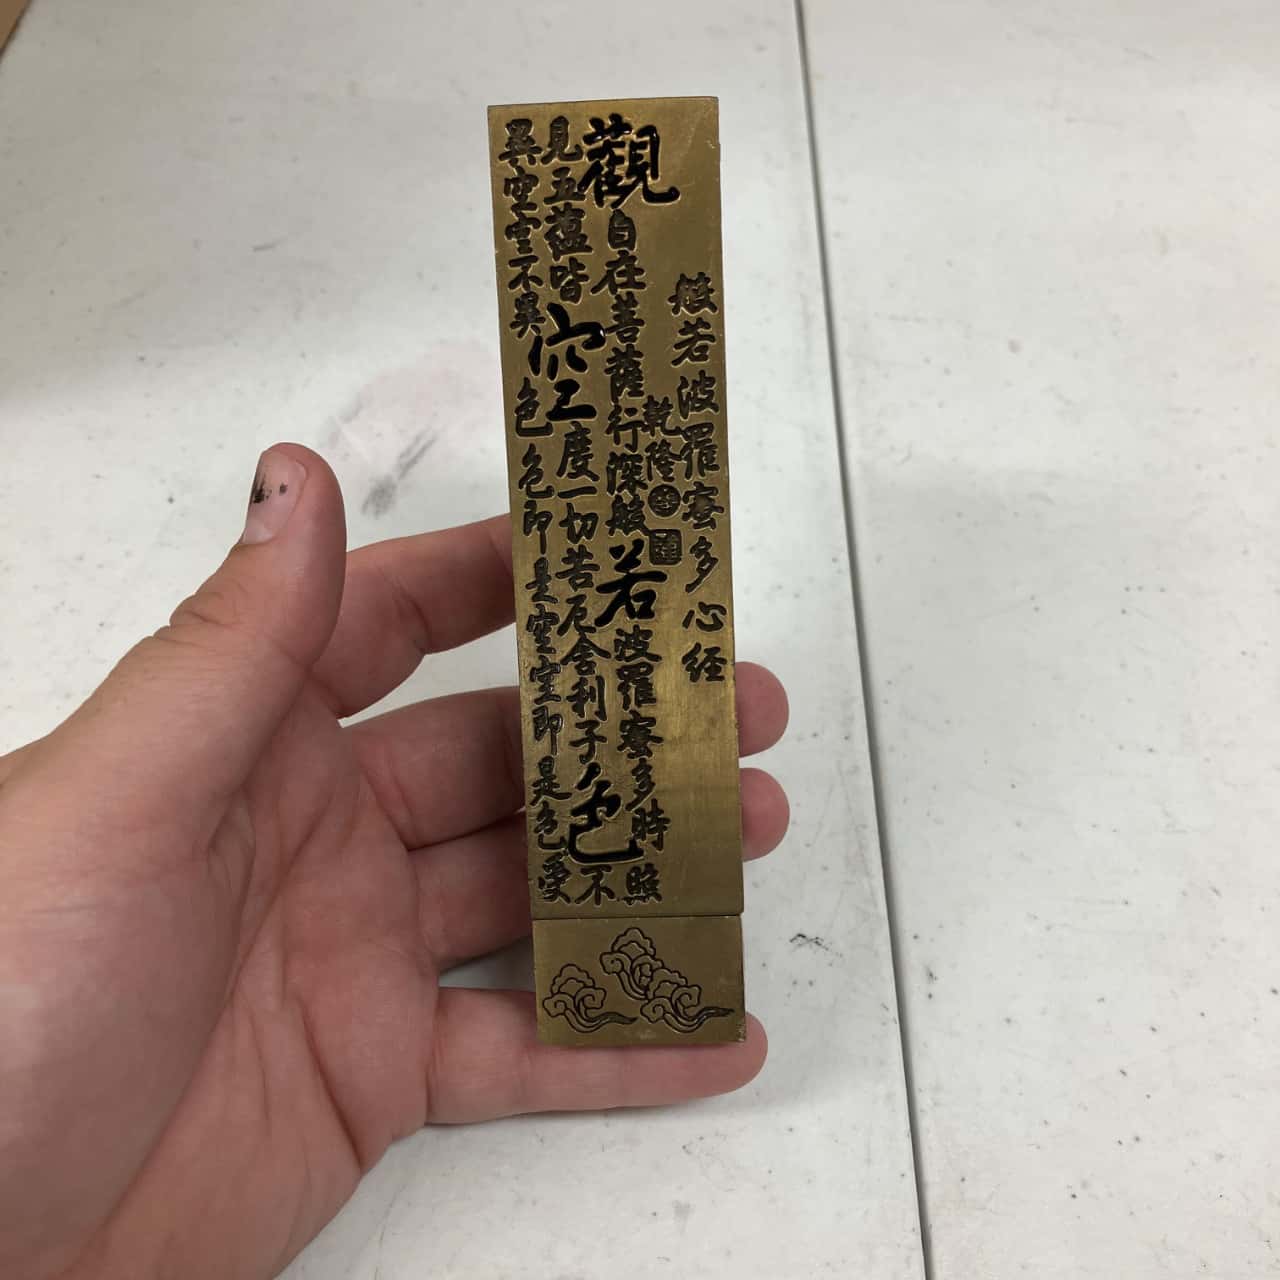 般若波羅蜜多心經
乾隆
觀自在菩薩行深般若波羅蜜多時照
見五蘊皆空度一切苦厄舍利子色不
異空空不異色色即是空空即是色受